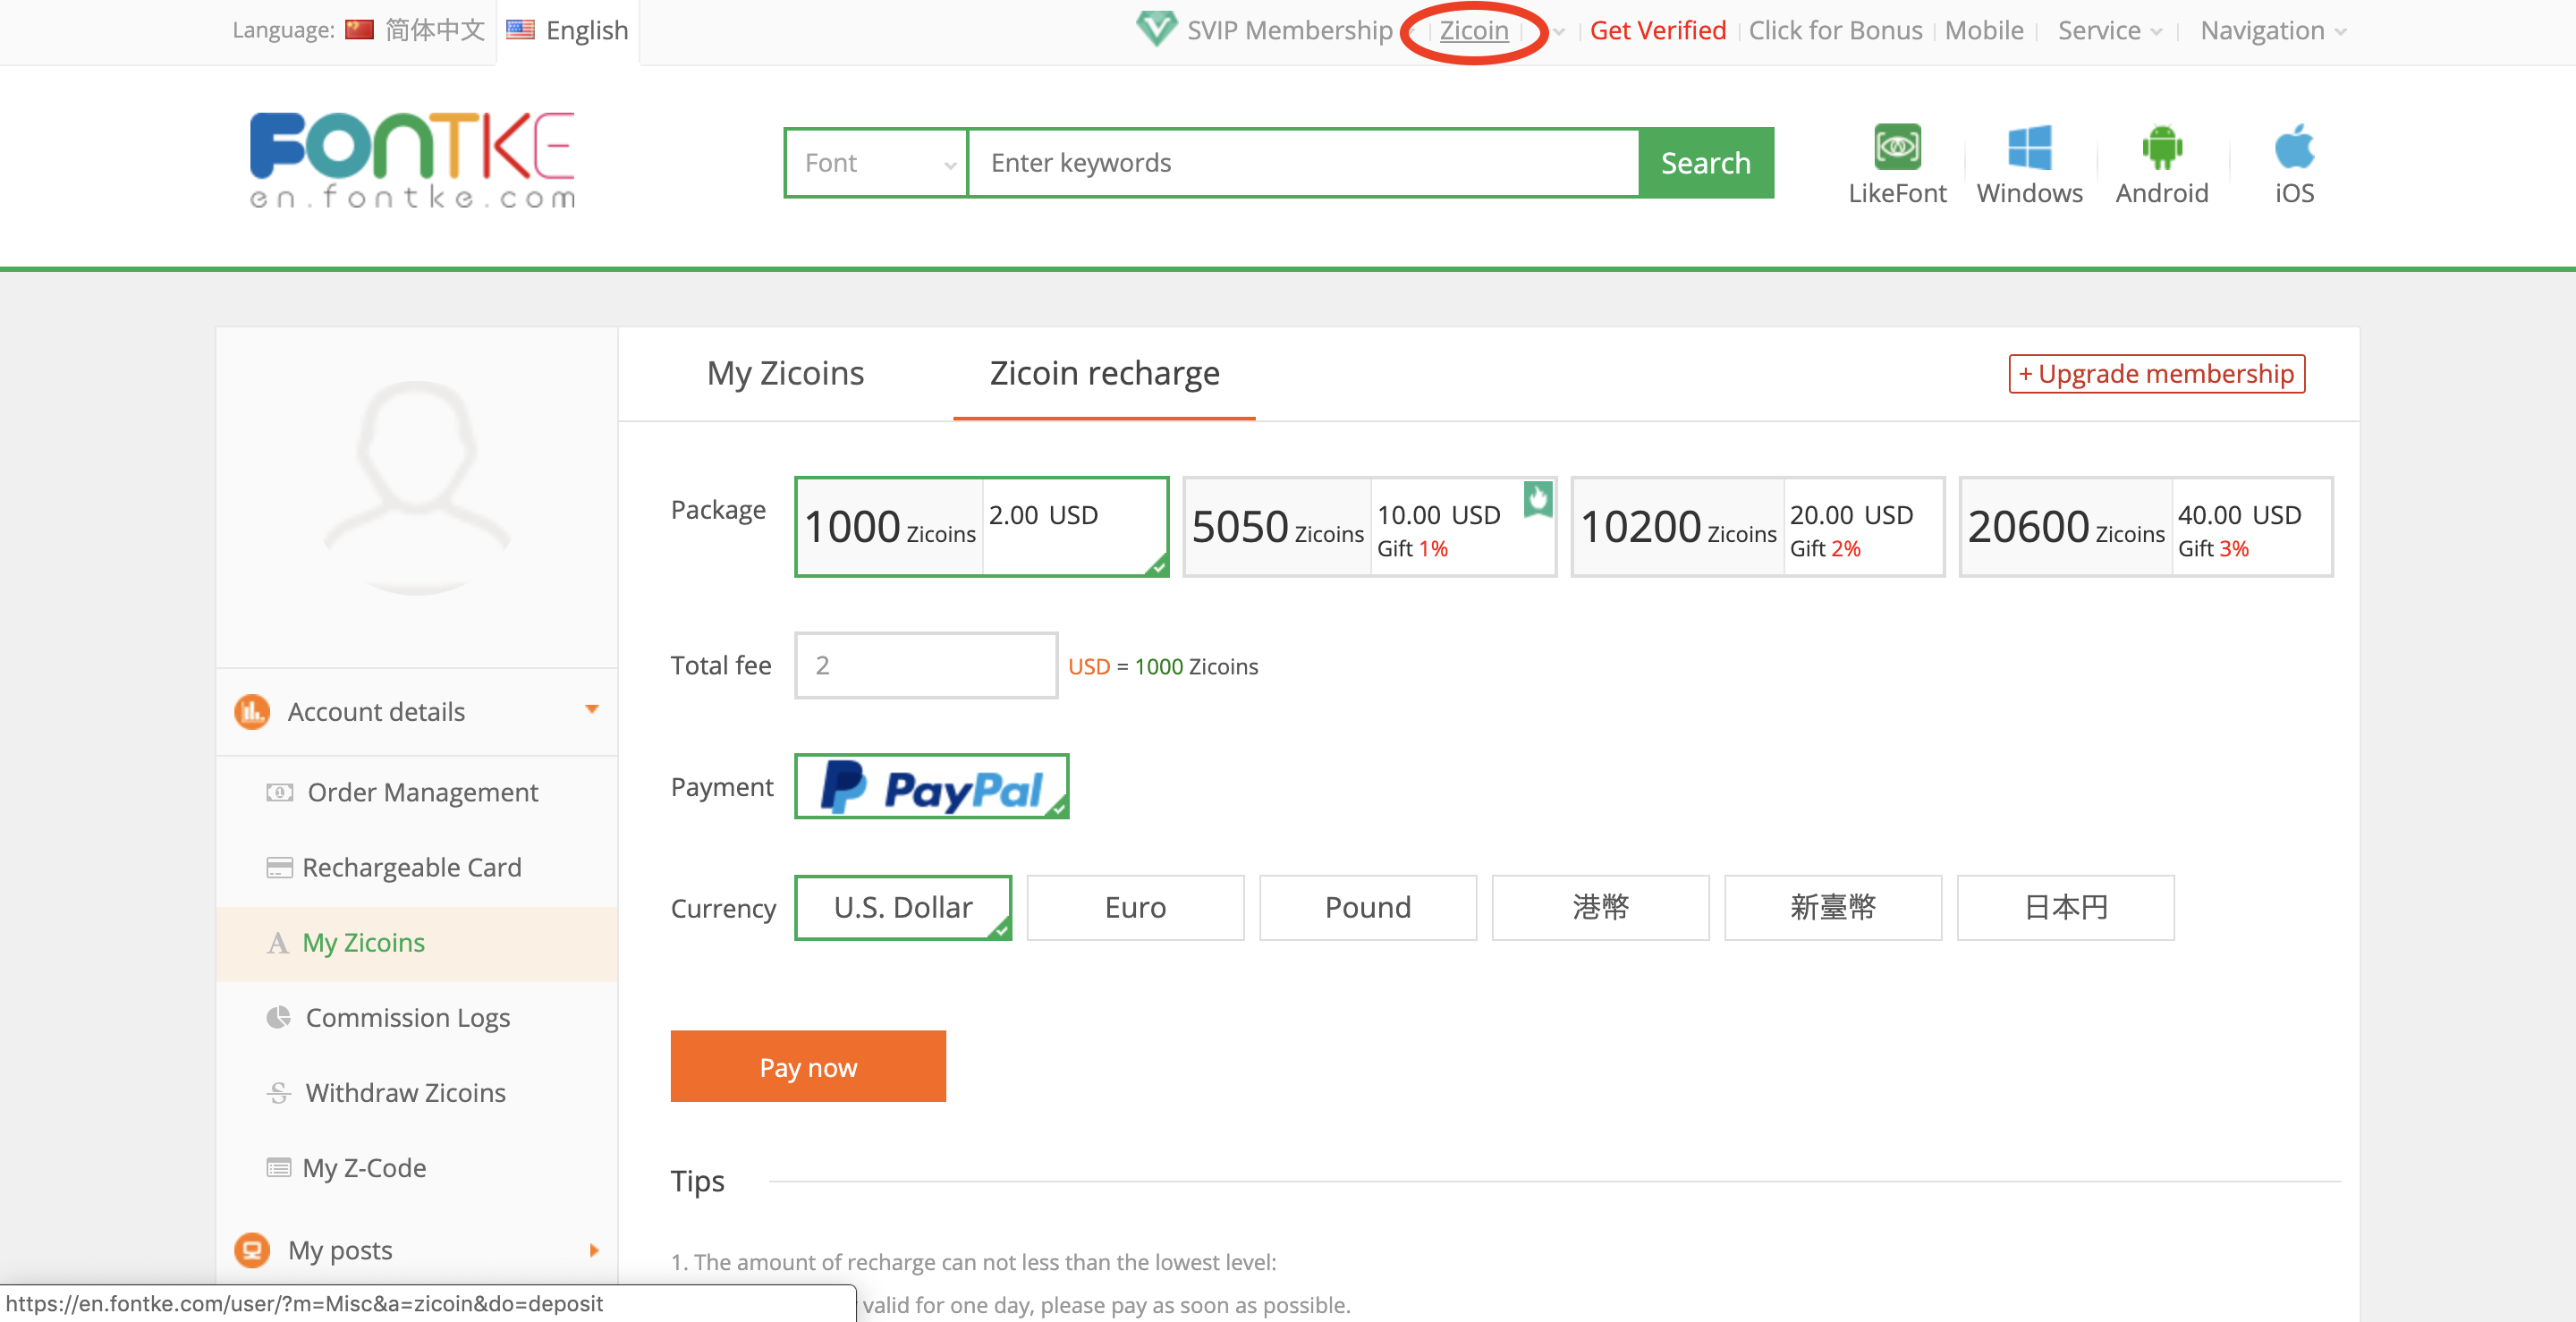 Language: 简体中文 English SVIP Membership Zicoin Get Verified Click for Bonus Mobile Service Navigation
FONTKE
en.fontke.com
Font Enter keywords Search
LikeFont Windows Android iOS
My Zicoins Zicoin recharge + Upgrade membership
Package 1000 Zicoins 2.00 USD 5050 Zicoins 10.00 USD Gift 1% 10200 Zicoins 20.00 USD Gift 2% 20600 Zicoins 40.00 USD Gift 3%
Total fee 2 USD = 1000 Zicoins
Account details
Payment PayPal
Order Management
Rechargeable Card
Currency U.S. Dollar Euro Pound 港幣 新臺幣 日本円
My Zicoins
Commission Logs
Pay now
Withdraw Zicoins
My Z-Code
Tips
My posts
1. The amount of recharge can not less than the lowest level:
https://en.fontke.com/user/?m=Misc&a=zicoin&do=deposit
valid for one day, please pay as soon as possible.